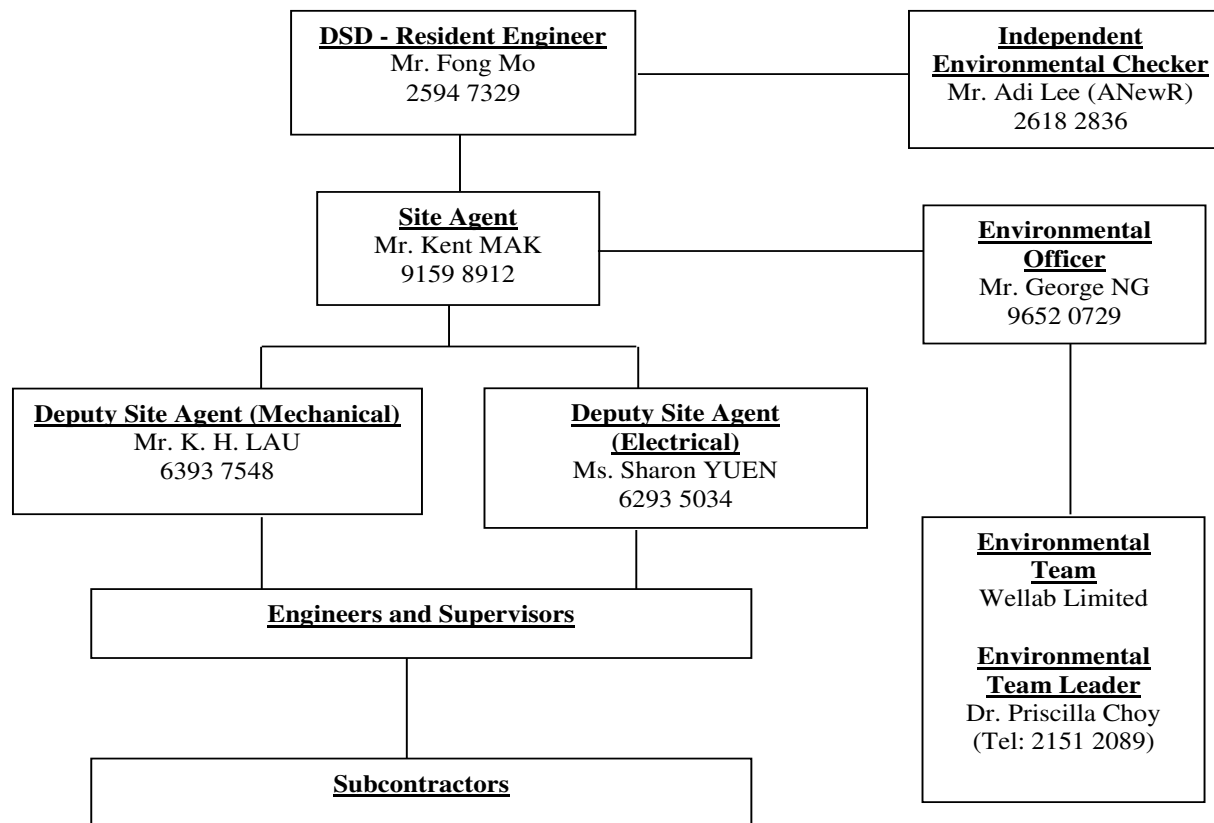 DSD - Resident Engineer
Mr. Fong Mo
2594 7329
Independent
Environmental Checker
Mr. Adi Lee (ANewR)
2618 2836
Site Agent
Mr. Kent MAK
9159 8912
Environmental
Officer
Mr. George NG
9652 0729
Deputy Site Agent (Mechanical)
Mr. K. H. LAU
6393 7548
Deputy Site Agent
(Electrical)
Ms. Sharon YUEN
6293 5034
Engineers and Supervisors
Subcontractors
Environmental
Team
Wellab Limited
Environmental
Team Leader
Dr. Priscilla Choy
(Tel: 2151 2089)